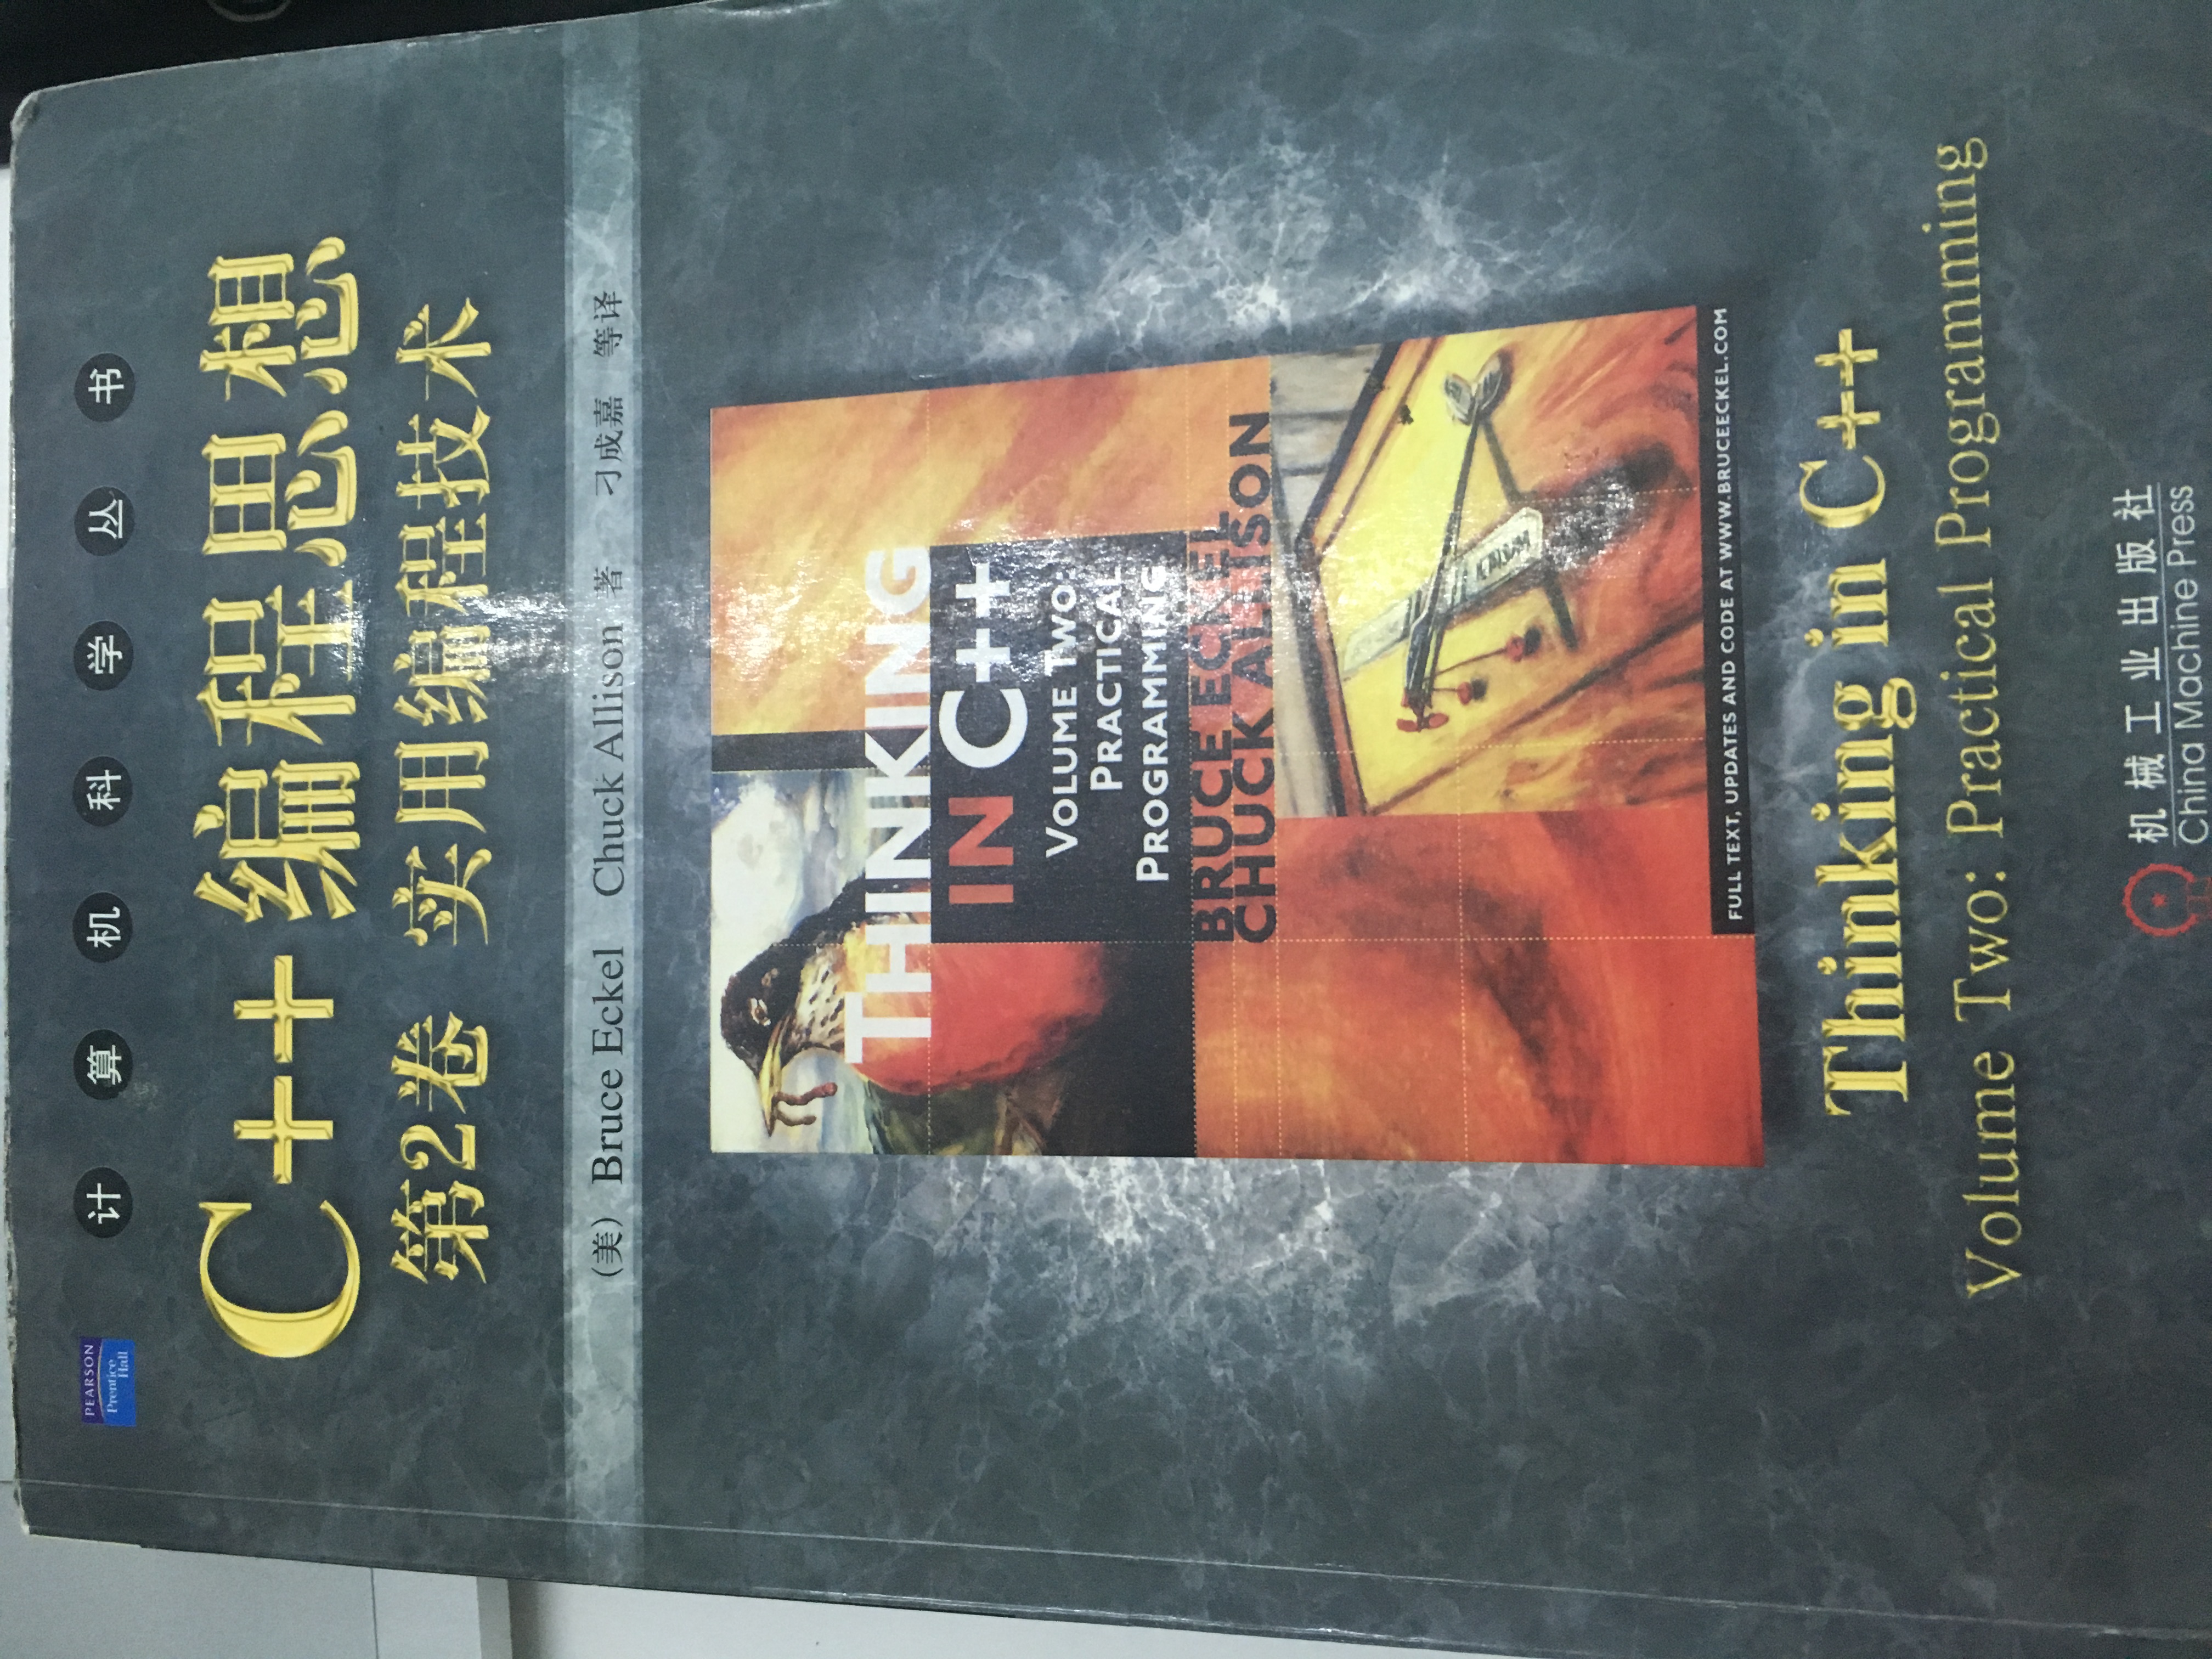 PEARSON
Prentice
Hall
计算机科学丛书
C++编程思想
第2卷 实用编程技术
(美) Bruce Eckel Chuck Allison 著 刁成嘉 等译
THINKING
IN C++
VOLUME TWO:
PRACTICAL
PROGRAMMING
BRUCE ECKEL
CHUCK ALLISON
FULL TEXT, UPDATES AND CODE AT WWW.BRUCEECKEL.COM
Thinking in C++
Volume Two: Practical Programming
机械工业出版社
China Machine Press